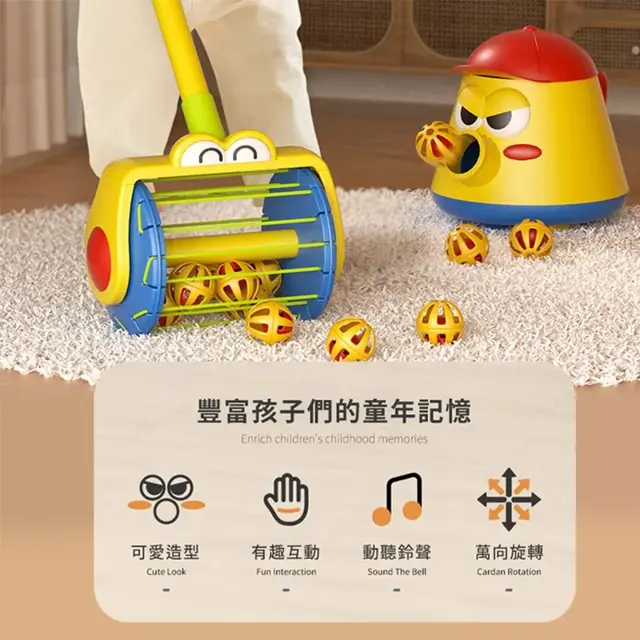 豐富孩子們的童年記憶
Enrich children's childhood memories
可愛造型
Cute Look
有趣互動
Fun Interaction
動聽鈴聲
Sound The Bell
萬向旋轉
Cardan Rotation